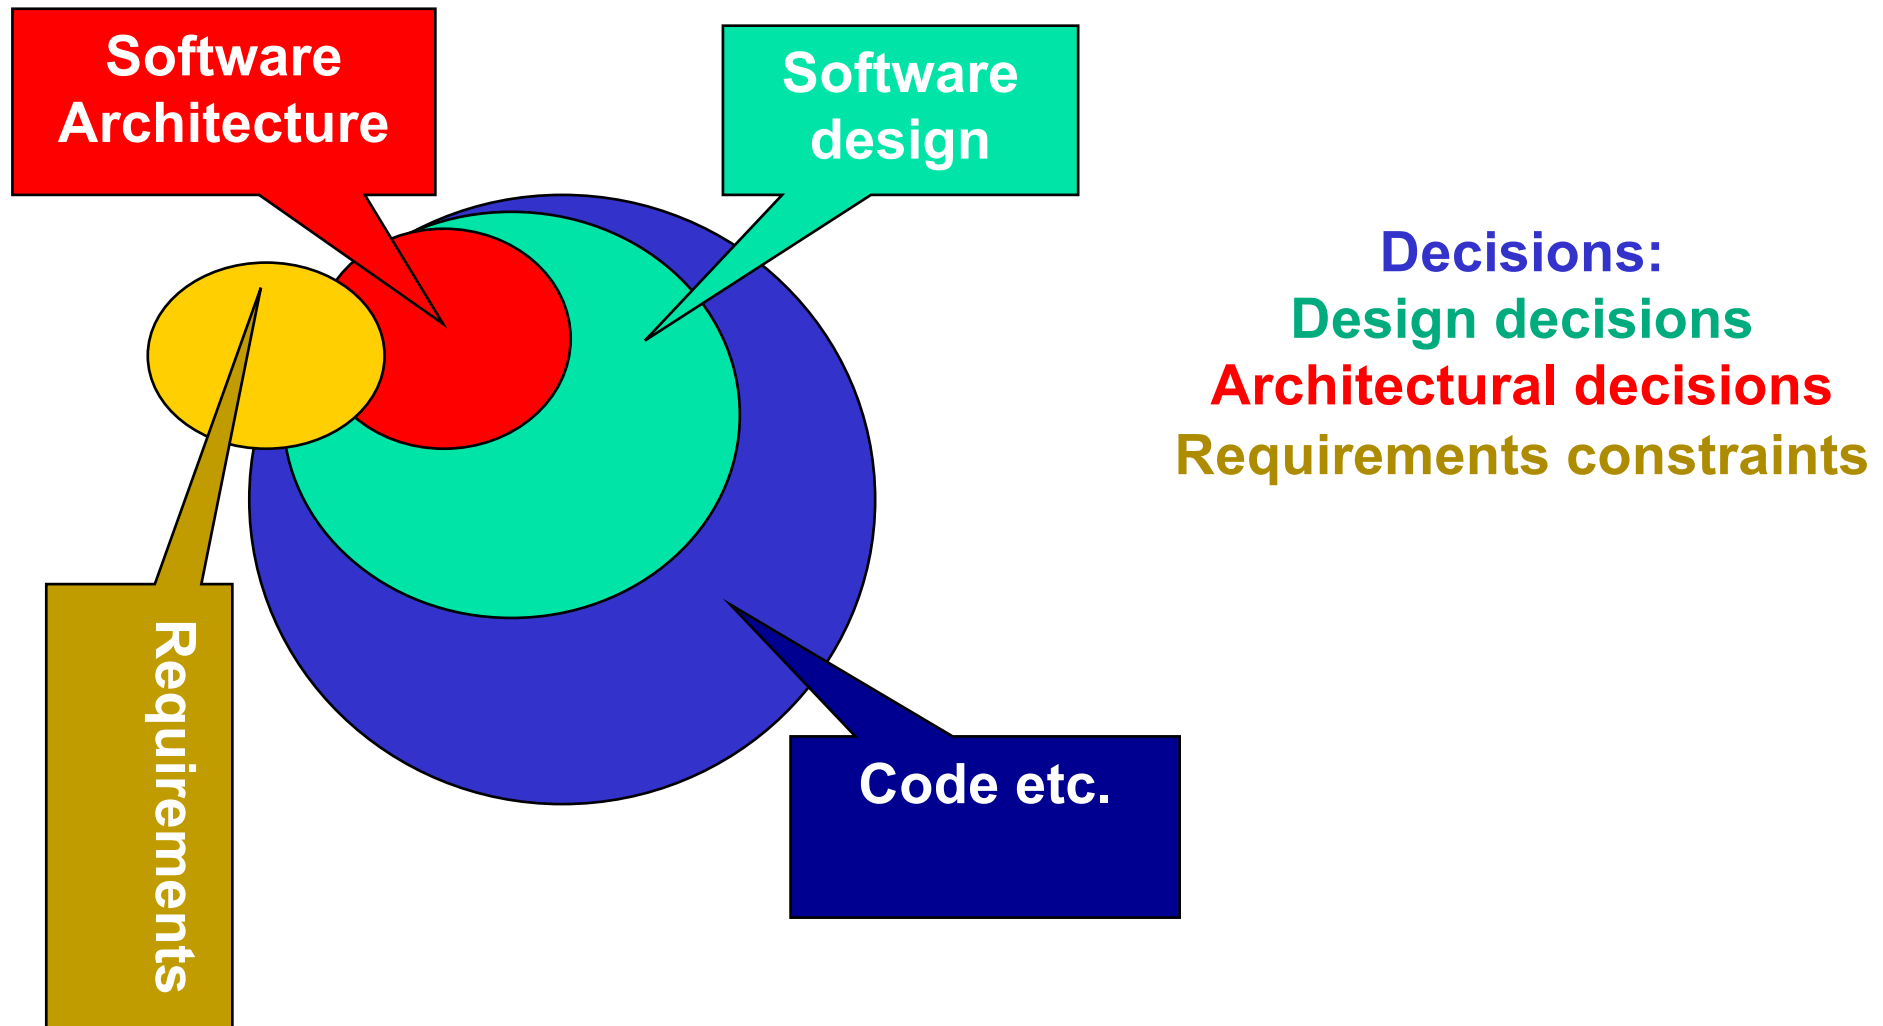 Software
Architecture
Software
design
Decisions:
Design decisions
Architectural decisions
Requirements constraints
Requirements
Code etc.